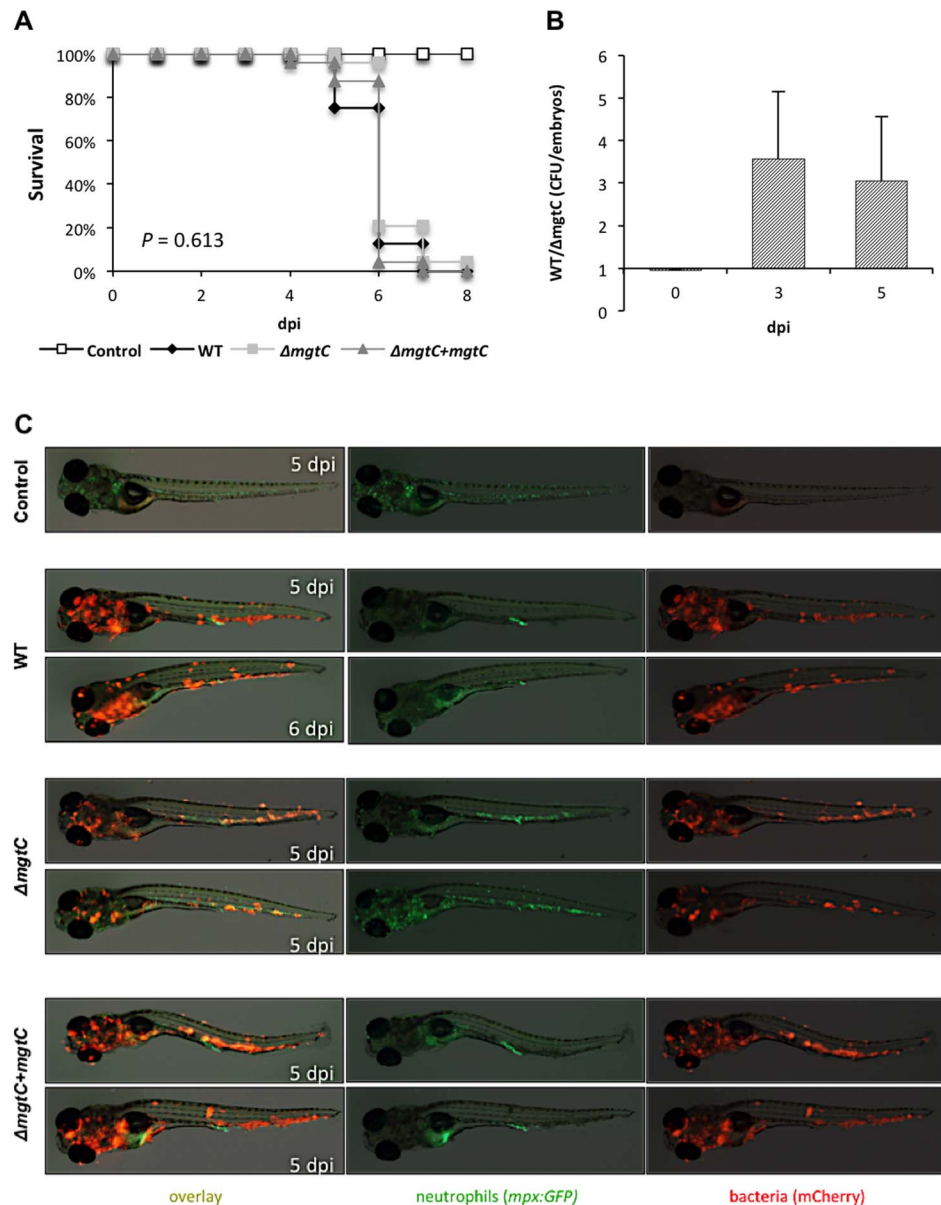 A
Survival
100%
80%
60%
40%
20%
0%
P = 0.613
0 2 4 6 8
dpi
Control WT ΔmgtC ΔmgtC+mgtC
B
WT/ΔmgtC (CFU/embryos)
6
5
4
3
2
1
0
0 3 5
dpi
C
Control
5 dpi
WT
5 dpi
6 dpi
ΔmgtC
5 dpi
5 dpi
ΔmgtC+mgtC
5 dpi
5 dpi
overlay neutrophils (mpx:GFP) bacteria (mCherry)